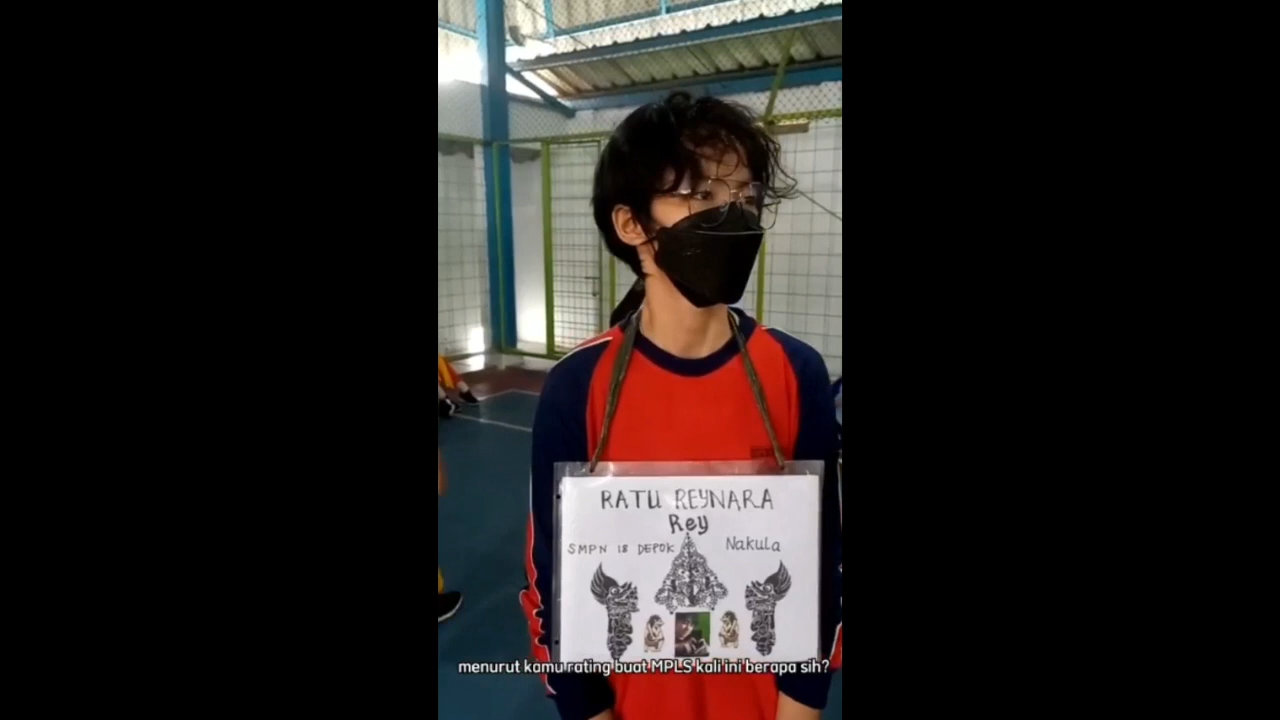 RATU REYNARA
Rey
SMPN 18 DEPOK Nakula
menurut kamu rating buat MPLS kali ini berapa sih?